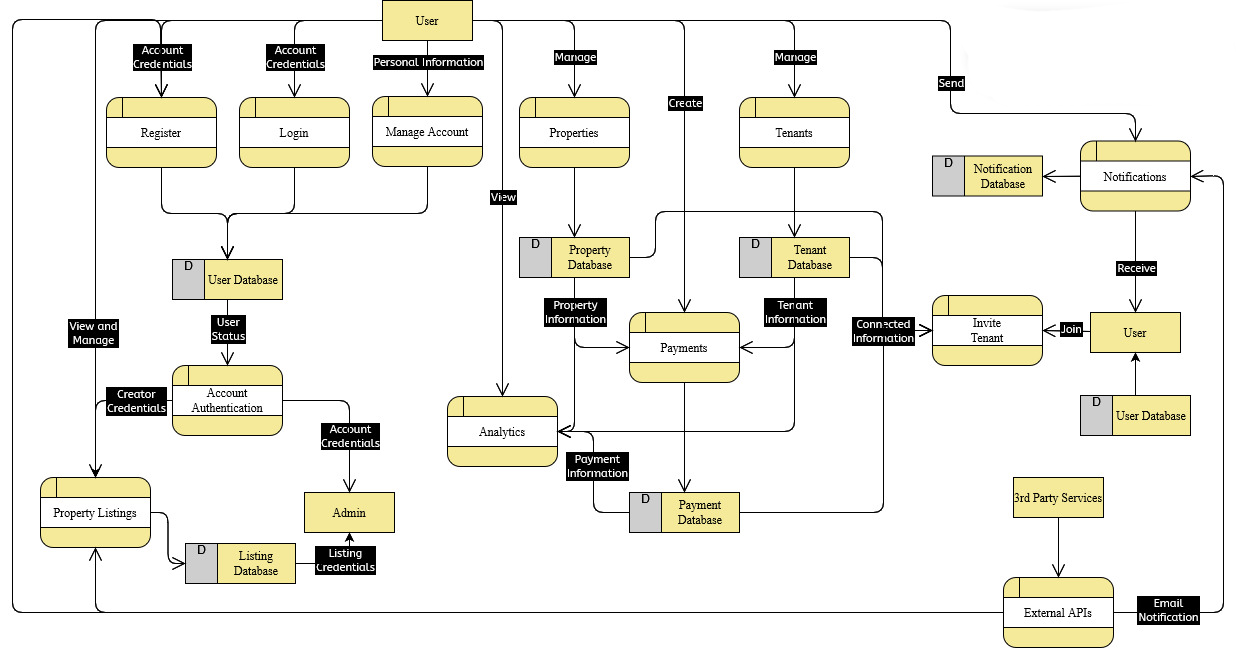 User
Account
Credentials
Account
Credentials
Personal Information
Manage
Manage
Send
Create
Register
Login
Manage Account
Properties
Tenants
D
Notification
Database
Notifications
View
D
Property
Database
D
Tenant
Database
D
User Database
Receive
Property
Information
Tenant
Information
View and
Manage
User
Status
Connected
Information
Invite
Tenant
Join
User
Payments
Creator
Credentials
Account
Authentication
D
User Database
Account
Credentials
Analytics
Payment
Information
D
Payment
Database
3rd Party Services
Property Listings
Admin
D
Listing
Database
Listing
Credentials
External APIs
Email
Notification